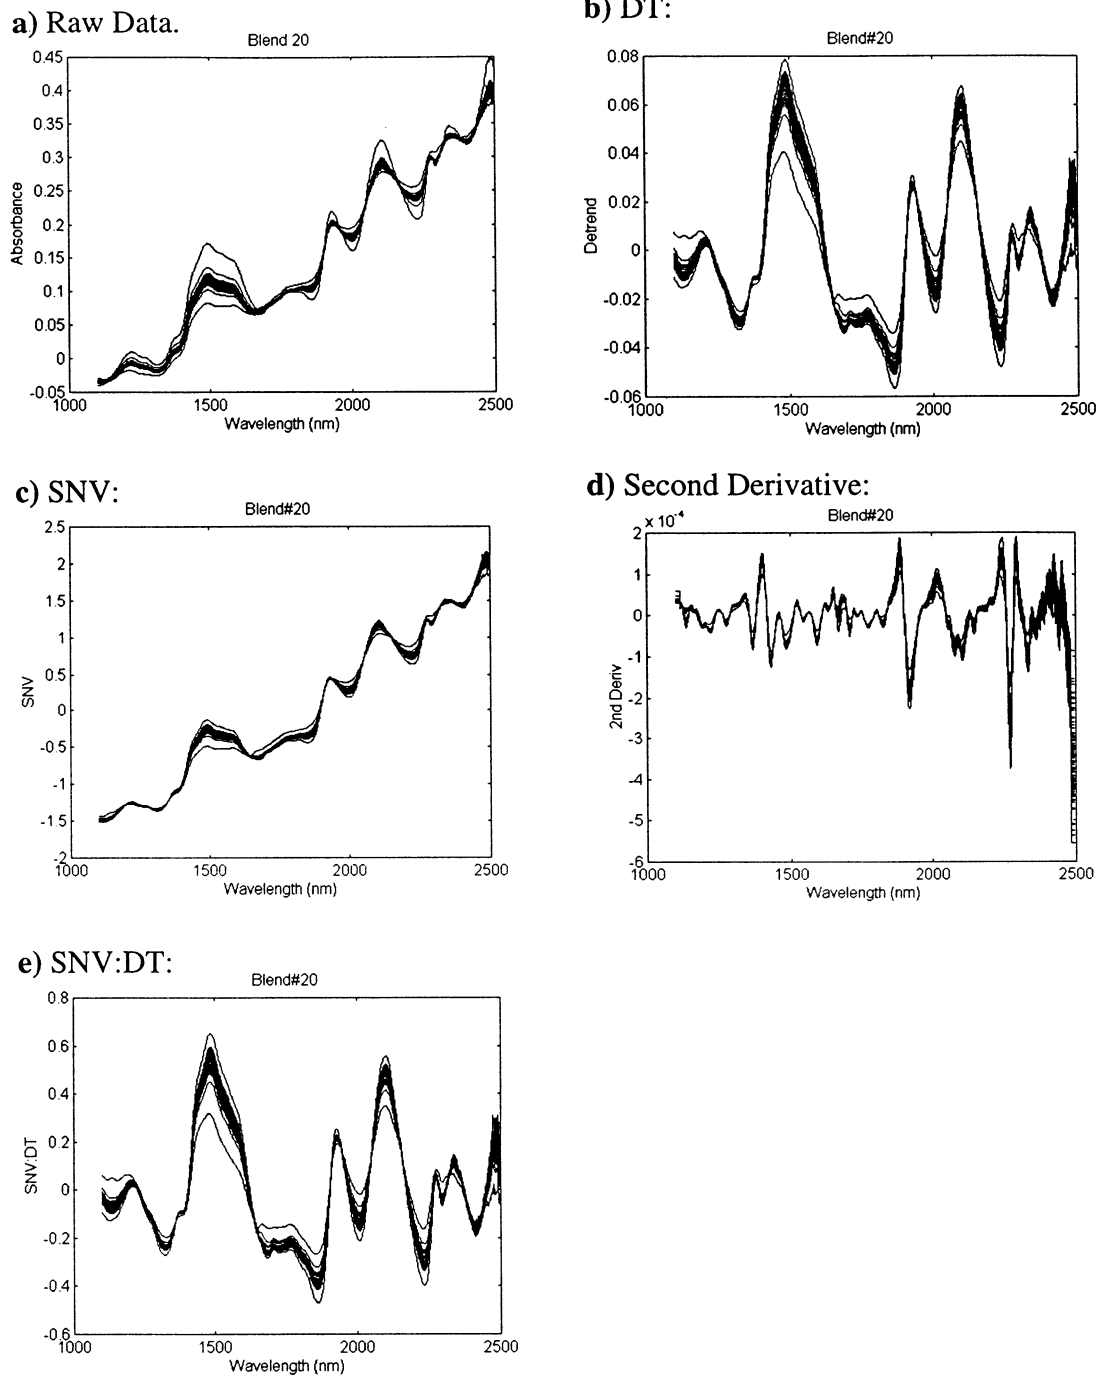 a) Raw Data.
Blend 20
0.45
0.4
0.35
0.3
0.25
0.2
0.15
0.1
0.05
0
-0.05
Absorbance
1000 1500 2000 2500
Wavelength (nm)
b) DT:
Blend#20
0.08
0.06
0.04
0.02
0
-0.02
-0.04
-0.06
Detrend
1000 1500 2000 2500
Wavelength (nm)
c) SNV:
Blend#20
2.5
2
1.5
1
0.5
0
-0.5
-1
-1.5
-2
SNV
1000 1500 2000 2500
Wavelength (nm)
d) Second Derivative:
x 10⁻⁴
Blend#20
2
1
0
-1
-2
-3
-4
-5
-6
2nd Deriv
1000 1500 2000 2500
Wavelength (nm)
e) SNV:DT:
Blend#20
0.8
0.6
0.4
0.2
0
-0.2
-0.4
-0.6
SNV:DT
1000 1500 2000 2500
Wavelength (nm)